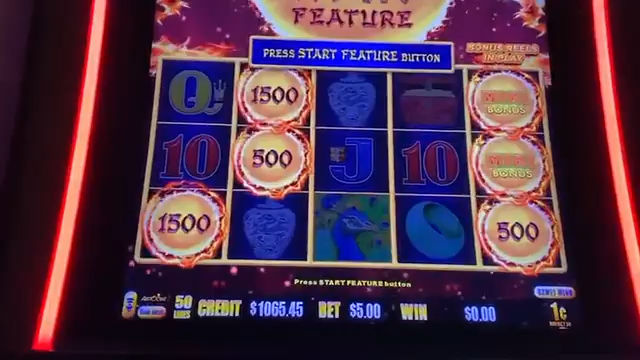 FEATURE
PRESS START FEATURE BUTTON
BONUS REELS
IN PLAY
Q
1500
BONUS
10
500
J
10
BONUS
1500
500
Press START FEATURE button
50 LINES
CREDIT $1065.45
BET $5.00
WIN $0.00
1¢